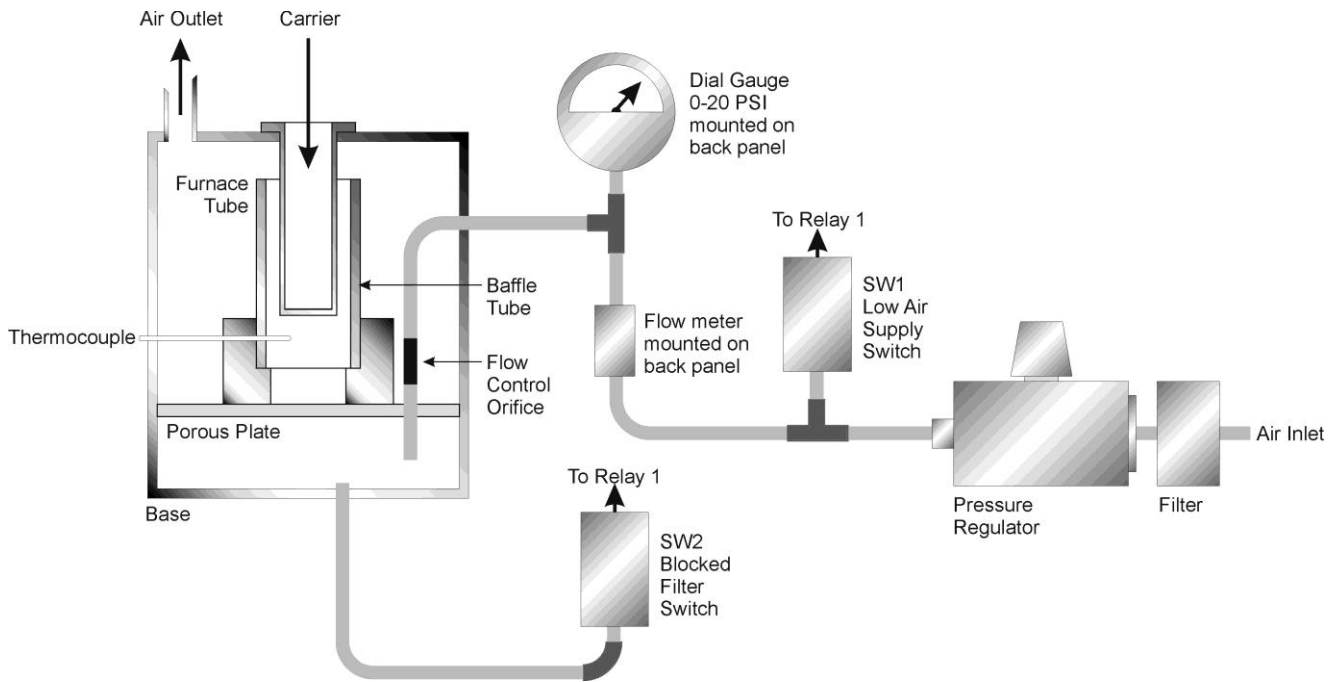 Air Outlet
Carrier
Furnace
Tube
Dial Gauge
0-20 PSI
mounted on
back panel
To Relay 1
SW1
Low Air
Supply
Switch
Baffle
Tube
Thermocouple
Flow meter
mounted on
back panel
Flow
Control
Orifice
Porous Plate
Air Inlet
To Relay 1
Base
Pressure
Regulator
Filter
SW2
Blocked
Filter
Switch